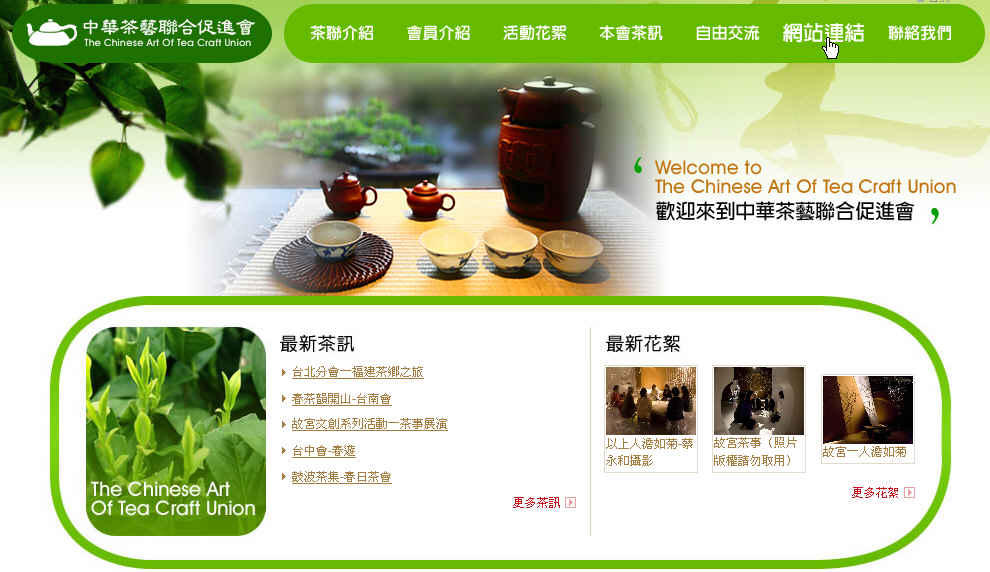 中華茶藝聯合促進會
The Chinese Art Of Tea Craft Union
茶聯介紹
會員介紹
活動花絮
本會茶訊
自由交流
網站連結
聯絡我們
Welcome to
The Chinese Art Of Tea Craft Union
歡迎來到中華茶藝聯合促進會
The Chinese Art
Of Tea Craft Union
最新茶訊
台北分會—福建茶鄉之旅
春茶韻開山-台南會
故宮文創系列活動—茶事展演
台中會-春遊
鼓波茶集-春日茶會
更多茶訊
最新花絮
以上人澹如菊-蔡
永和攝影
故宮茶事（照片
版權請勿取用）
故宮一人澹如菊
更多花絮